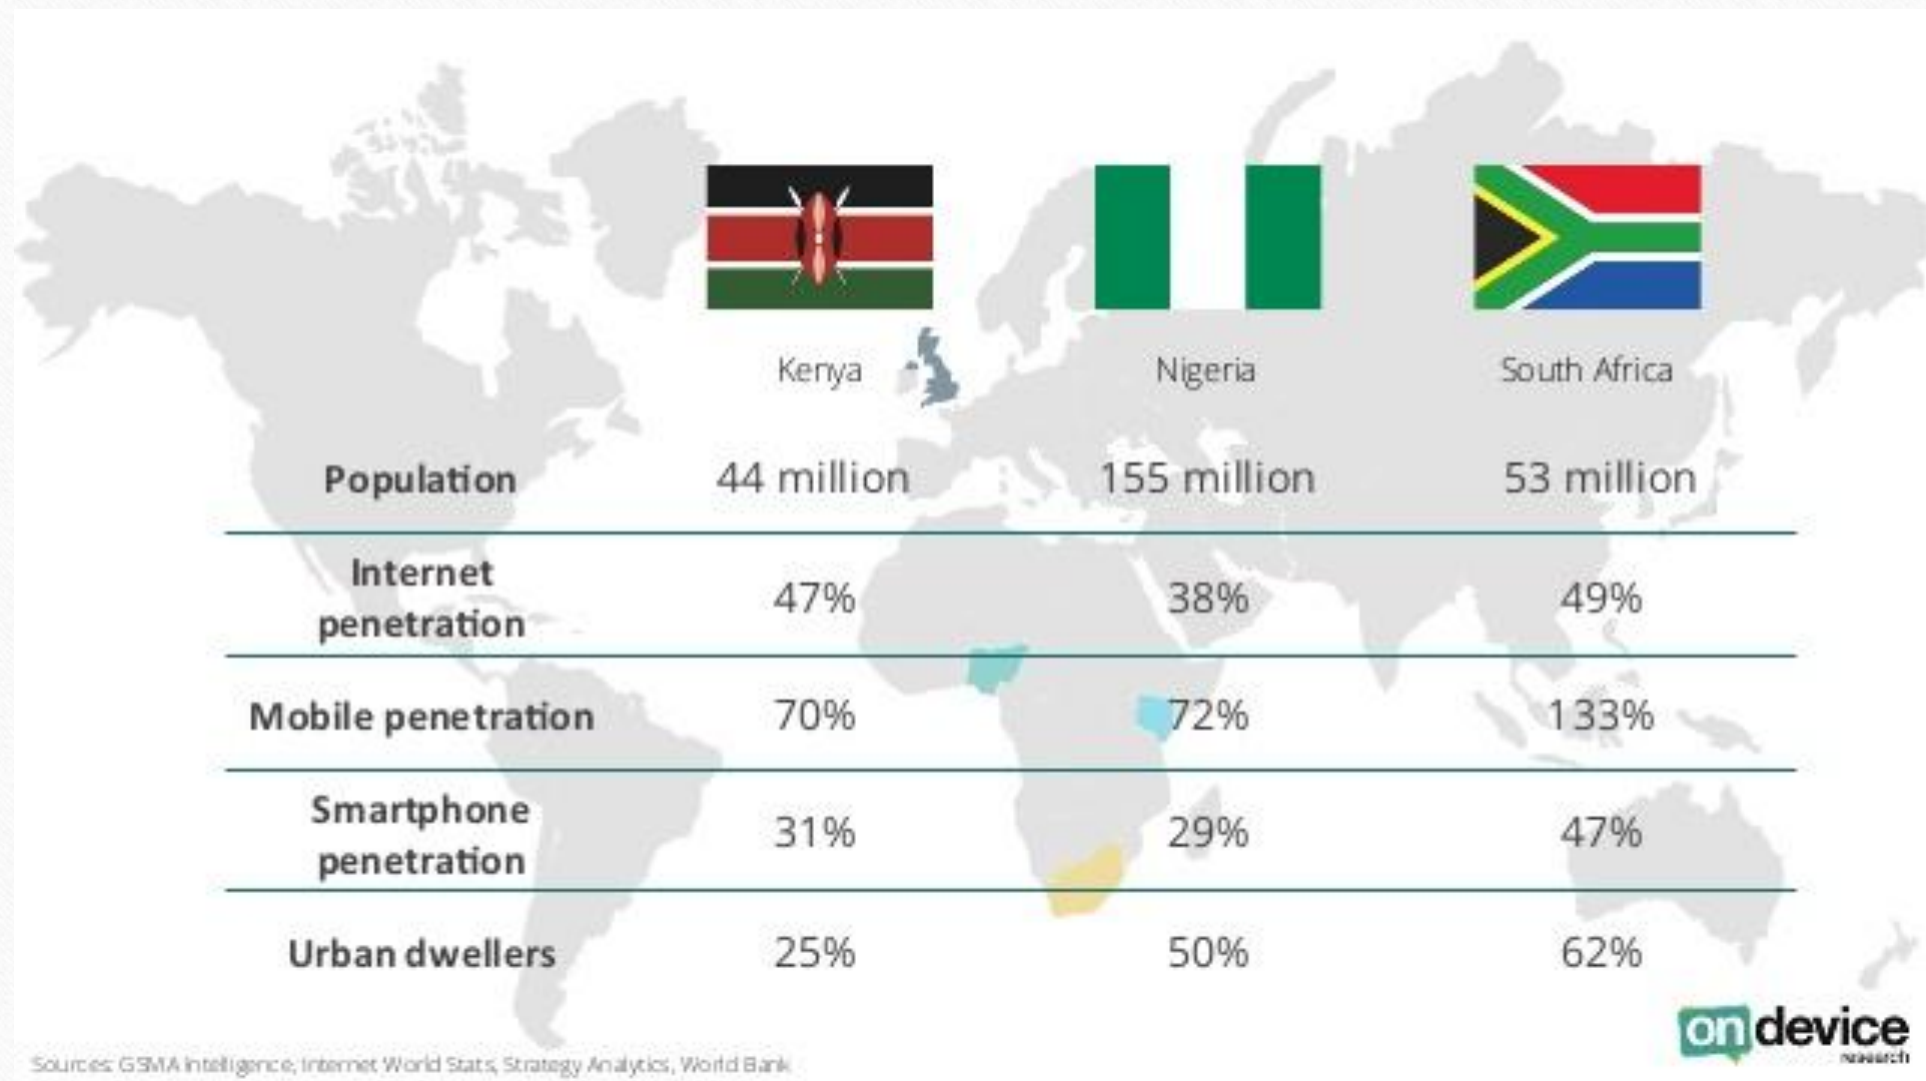 Kenya Nigeria South Africa
Population 44 million 155 million 53 million
Internet
penetration 47% 38% 49%
Mobile penetration 70% 72% 133%
Smartphone
penetration 31% 29% 47%
Urban dwellers 25% 50% 62%
on device
research
Sources: GSMA Intelligence, Internet World Stats, Strategy Analytics, World Bank